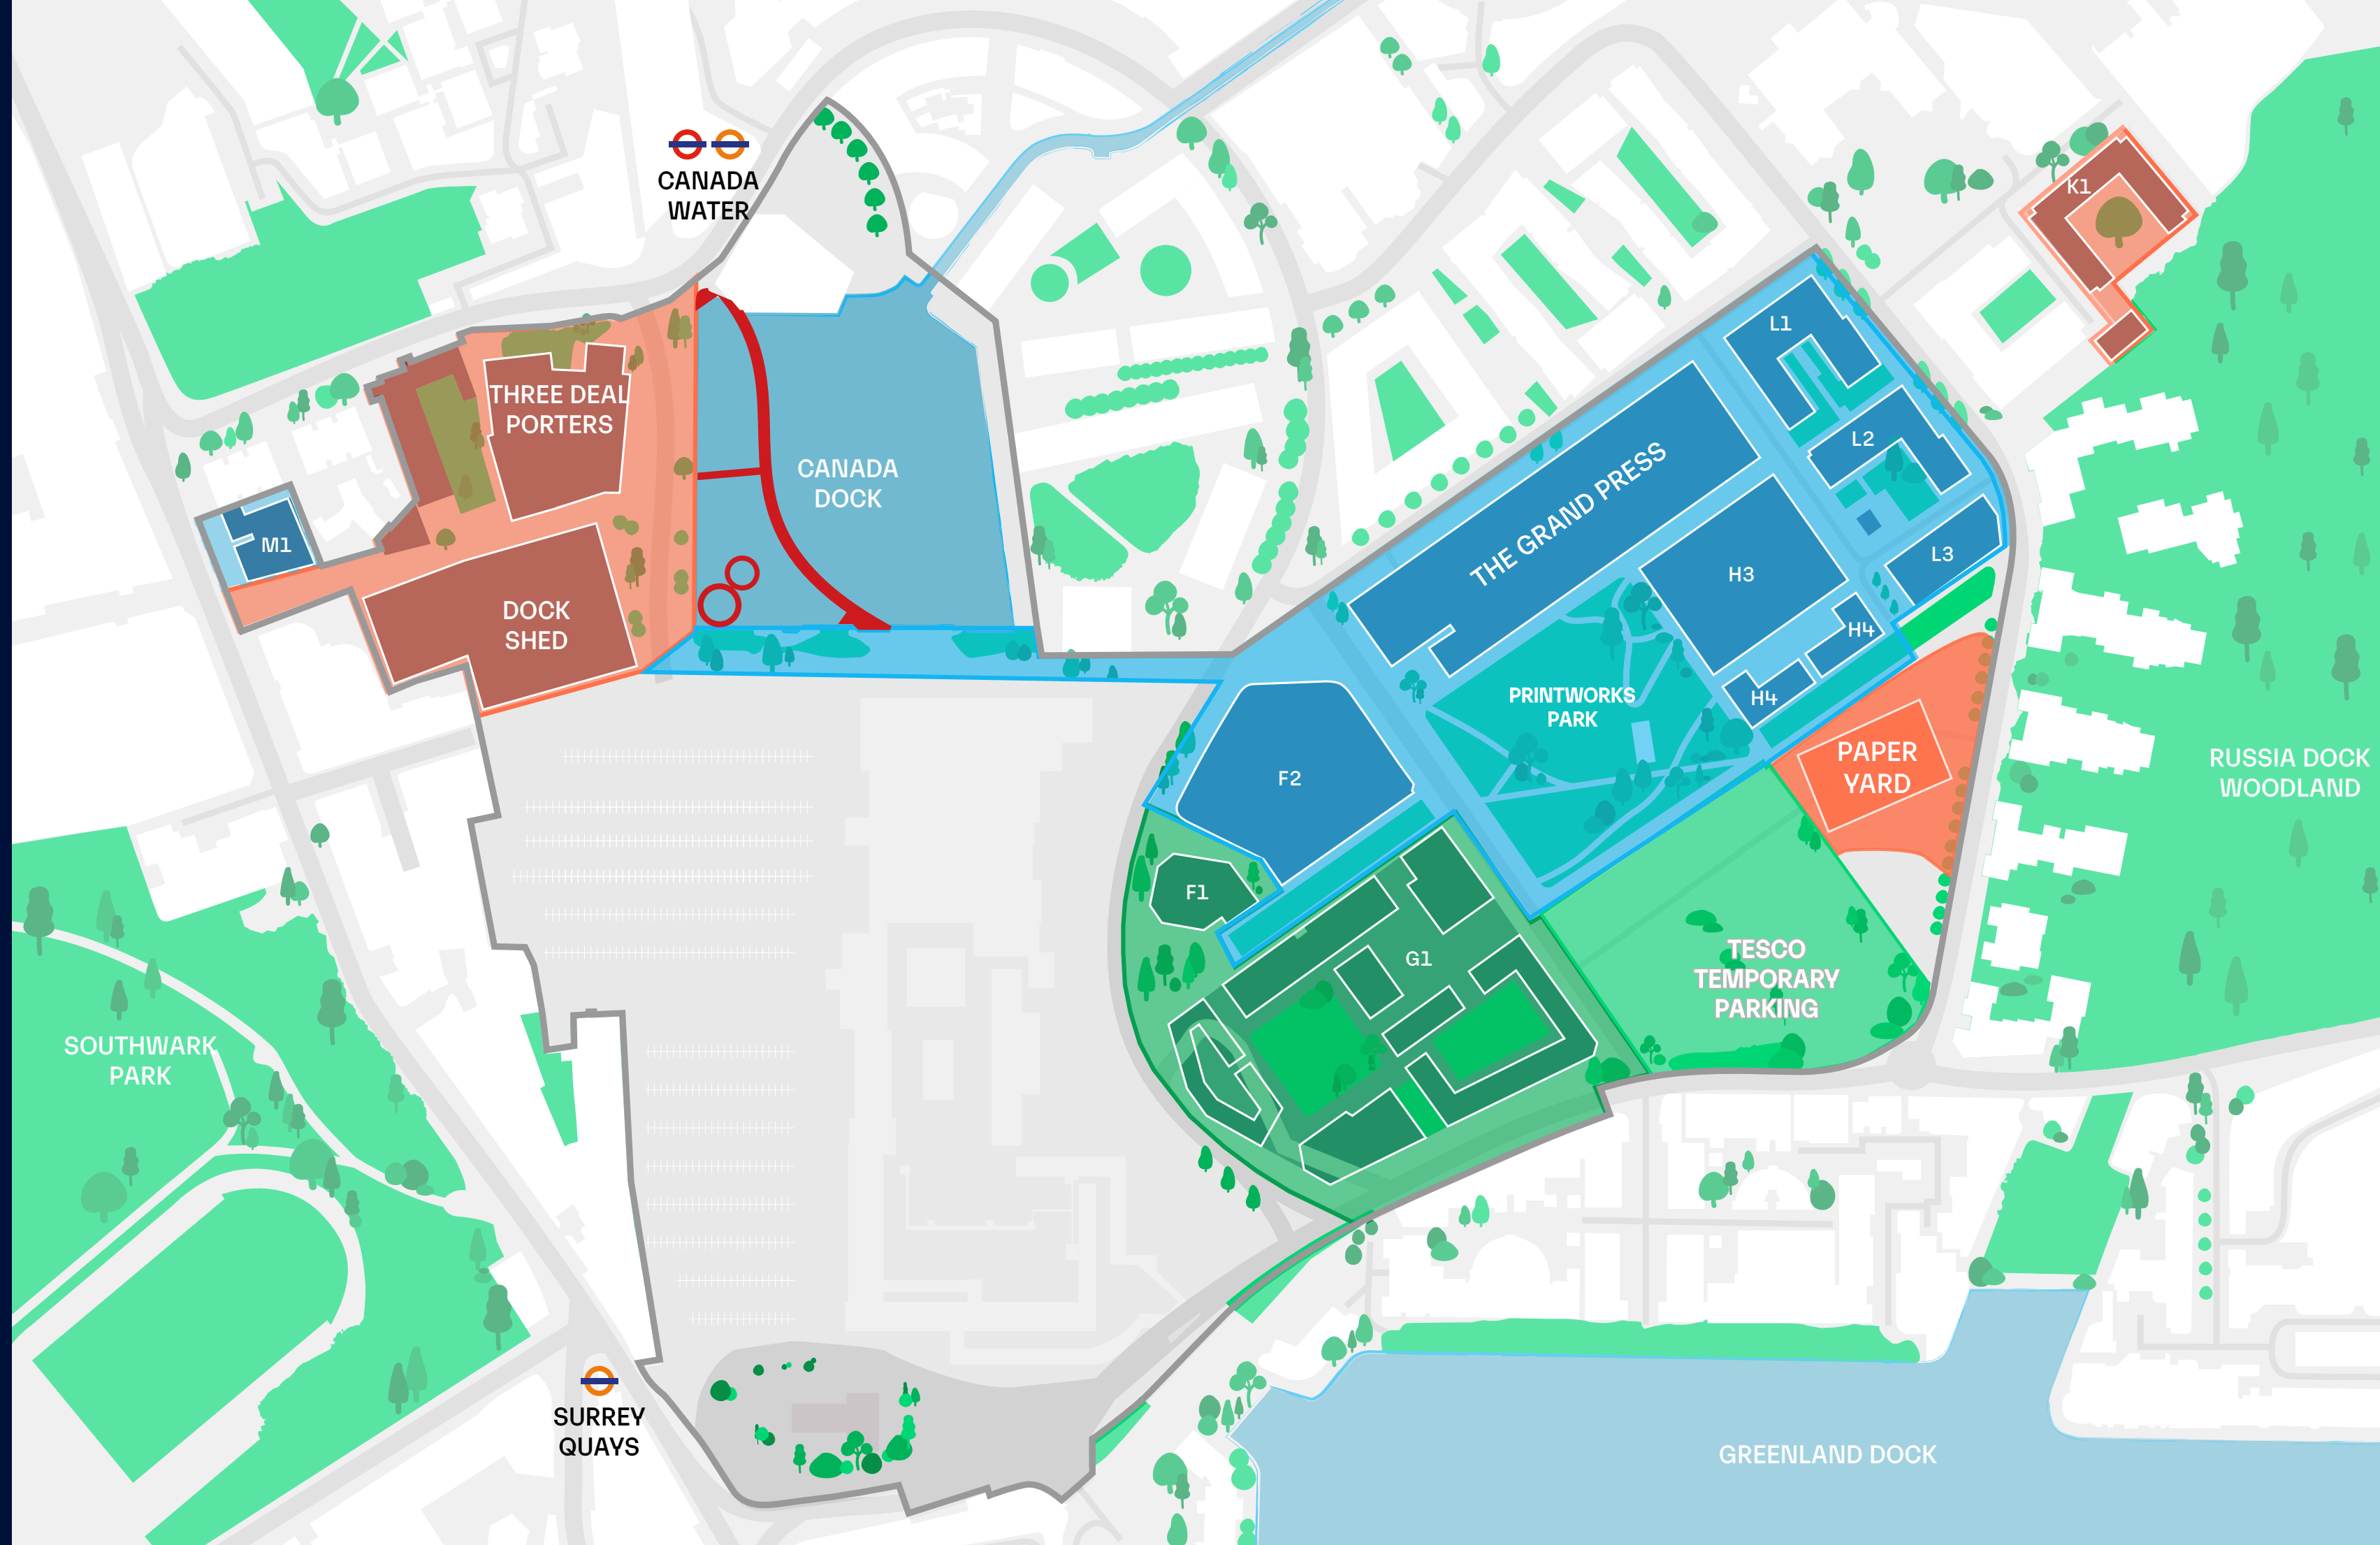 CANADA
WATER
K1
L1
THREE DEAL
PORTERS
L2
CANADA
DOCK
THE GRAND PRESS
M1
L3
H3
DOCK
SHED
H4
H4
PRINTWORKS
PARK
PAPER
YARD
RUSSIA DOCK
WOODLAND
F2
F1
G1
TESCO
TEMPORARY
PARKING
SOUTHWARK
PARK
SURREY
QUAYS
GREENLAND DOCK